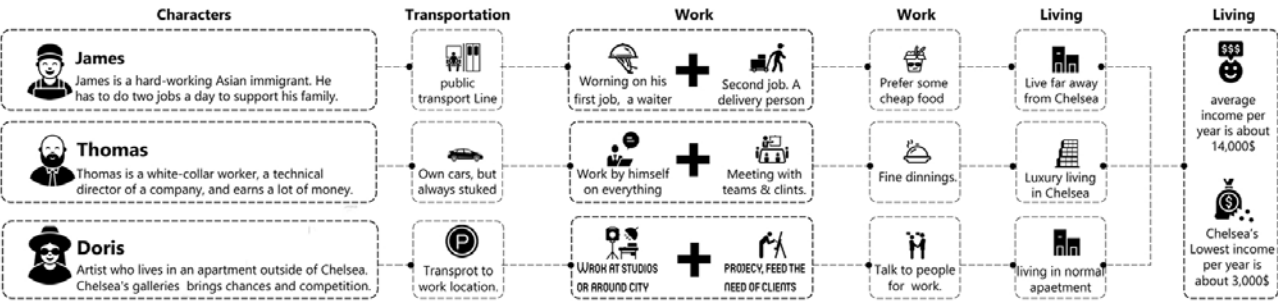 Characters
Transportation
Work
Work
Living
Living
James
James is a hard-working Asian immigrant. He
has to do two jobs a day to support his family.
public
transport Line
Worning on his
first job, a waiter
Second job. A
delivery person
Prefer some
cheap food
Live far away
from Chelsea
Thomas
Thomas is a white-collar worker, a technical
director of a company, and earns a lot of money.
Own cars, but
always stuked
Work by himself
on everything
Meeting with
teams & clints.
Fine dinnings.
Luxury living
in Chelsea
Doris
Artist who lives in an apartment outside of Chelsea.
Chelsea's galleries brings chances and competition.
P
Transprot to
work location.
Wrok at studios
or around city
Projecy, feed the
need of clients
Talk to people
for work.
living in normal
apaetment
$$$
average
income per
year is about
14,000$
$
Chelsea's
Lowest income
per year is
about 3,000$